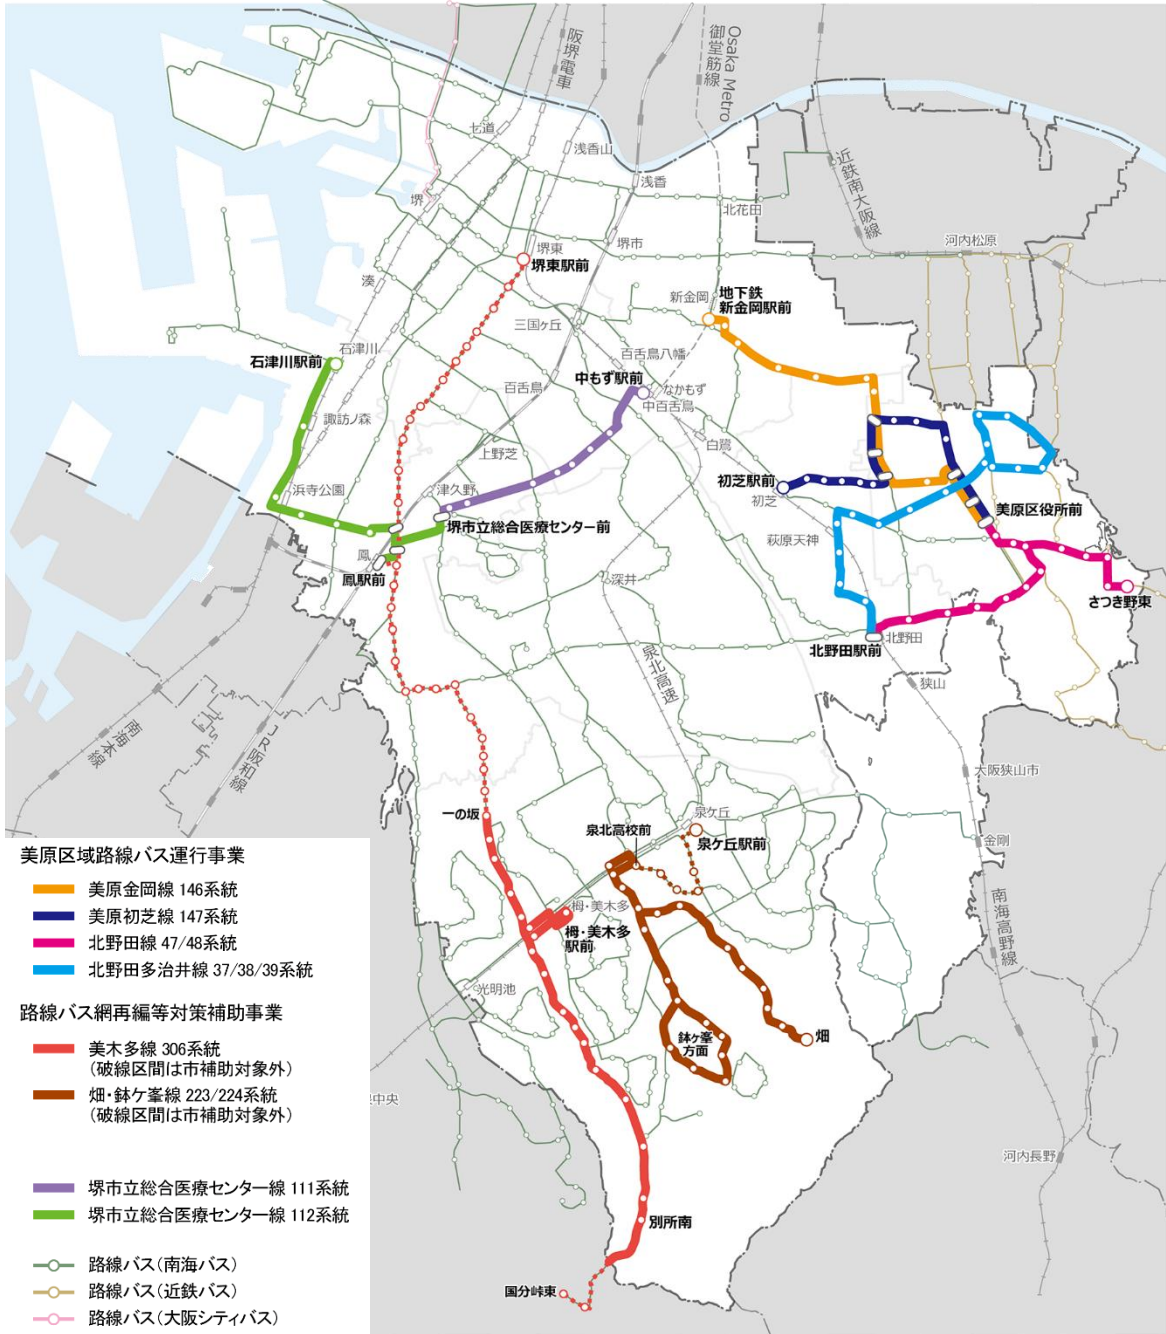 阪堺電車
Osaka Metro
御堂筋線
七道
浅香山
浅香
近鉄南大阪線
堺
北花田
河内松原
堺東
堺市
堺東駅前
湊
新金岡
地下鉄
新金岡駅前
三国ヶ丘
石津川
石津川駅前
百舌鳥八幡
百舌鳥
中もず駅前
なかもず
中百舌鳥
諏訪ノ森
白鷺
上野芝
初芝駅前
初芝
浜寺公園
津久野
美原区役所前
堺市立総合医療センター前
萩原天神
鳳
鳳駅前
深井
さつき野東
北野田
北野田駅前
泉北高速
狭山
南海本線
JR阪和線
大阪狭山市
一の坂
泉ケ丘
泉北高校前
泉ケ丘駅前
金剛
栂・美木多
栂・美木多
駅前
南海高野線
光明池
鉢ヶ峯
方面
畑
中央
河内長野
別所南
国分峠東
美原区域路線バス運行事業
美原金岡線 146系統
美原初芝線 147系統
北野田線 47/48系統
北野田多治井線 37/38/39系統
路線バス網再編等対策補助事業
美木多線 306系統
(破線区間は市補助対象外)
畑・鉢ケ峯線 223/224系統
(破線区間は市補助対象外)
堺市立総合医療センター線 111系統
堺市立総合医療センター線 112系統
路線バス(南海バス)
路線バス(近鉄バス)
路線バス(大阪シティバス)